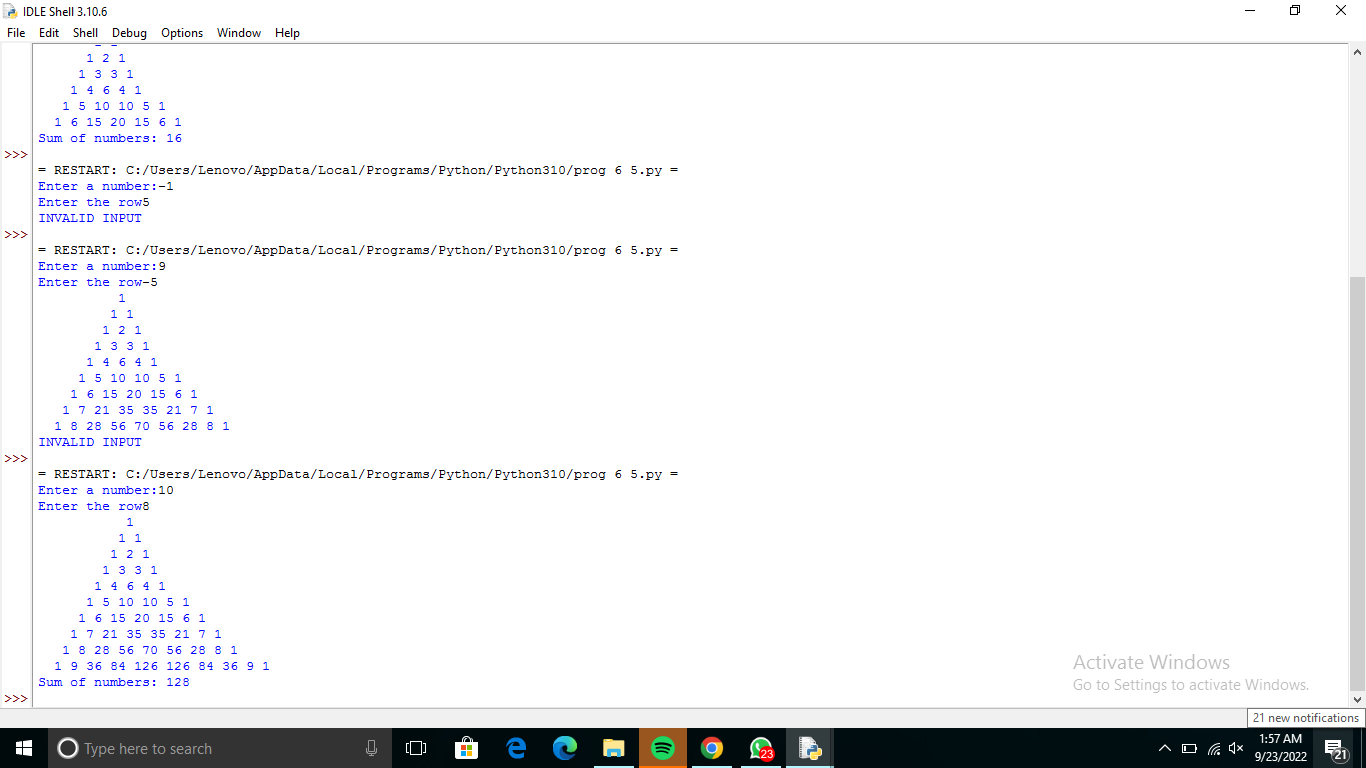 IDLE Shell 3.10.6
File Edit Shell Debug Options Window Help
1 2 1
1 3 3 1
1 4 6 4 1
1 5 10 10 5 1
1 6 15 20 15 6 1
Sum of numbers: 16
>>>
= RESTART: C:/Users/Lenovo/AppData/Local/Programs/Python/Python310/prog 6 5.py =
Enter a number:-1
Enter the row5
INVALID INPUT
>>>
= RESTART: C:/Users/Lenovo/AppData/Local/Programs/Python/Python310/prog 6 5.py =
Enter a number:9
Enter the row-5
1
1 1
1 2 1
1 3 3 1
1 4 6 4 1
1 5 10 10 5 1
1 6 15 20 15 6 1
1 7 21 35 35 21 7 1
1 8 28 56 70 56 28 8 1
INVALID INPUT
>>>
= RESTART: C:/Users/Lenovo/AppData/Local/Programs/Python/Python310/prog 6 5.py =
Enter a number:10
Enter the row8
1
1 1
1 2 1
1 3 3 1
1 4 6 4 1
1 5 10 10 5 1
1 6 15 20 15 6 1
1 7 21 35 35 21 7 1
1 8 28 56 70 56 28 8 1
1 9 36 84 126 126 84 36 9 1
Sum of numbers: 128
>>>
Activate Windows
Go to Settings to activate Windows.
21 new notifications
Type here to search
23
1:57 AM
9/23/2022
21